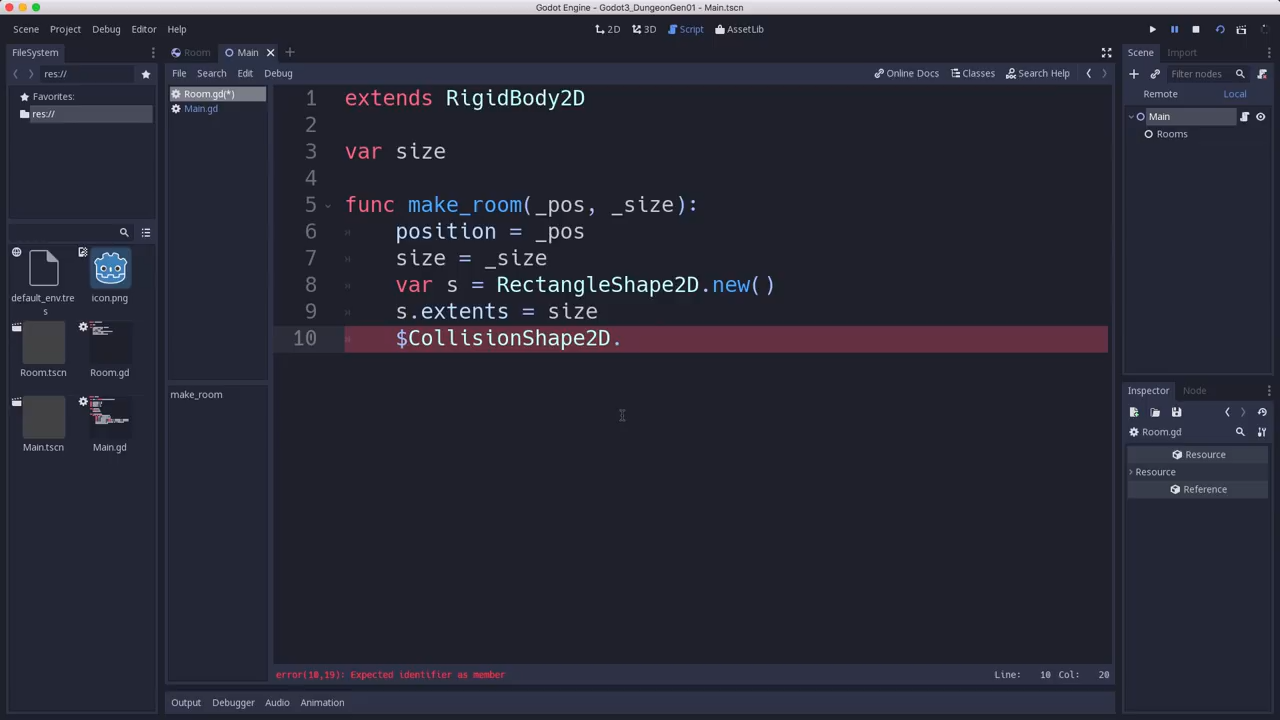 Godot Engine - Godot3_DungeonGen01 - Main.tscn
Scene Project Debug Editor Help
2D 3D Script AssetLib
FileSystem
res://
Favorites:
res://
default_env.tre
s
icon.png
Room.tscn
Room.gd
Main.tscn
Main.gd
Room Main
File Search Edit Debug
Online Docs Classes Search Help
Room.gd(*)
Main.gd
make_room
1 extends RigidBody2D
2
3 var size
4
5 func make_room(_pos, _size):
6 position = _pos
7 size = _size
8 var s = RectangleShape2D.new()
9 s.extents = size
10 $CollisionShape2D.
error(10,19): Expected identifier as member
Line: 10 Col: 20
Output Debugger Audio Animation
Scene Import
Filter nodes
Remote Local
Main
Rooms
Inspector Node
Room.gd
Resource
Resource
Reference